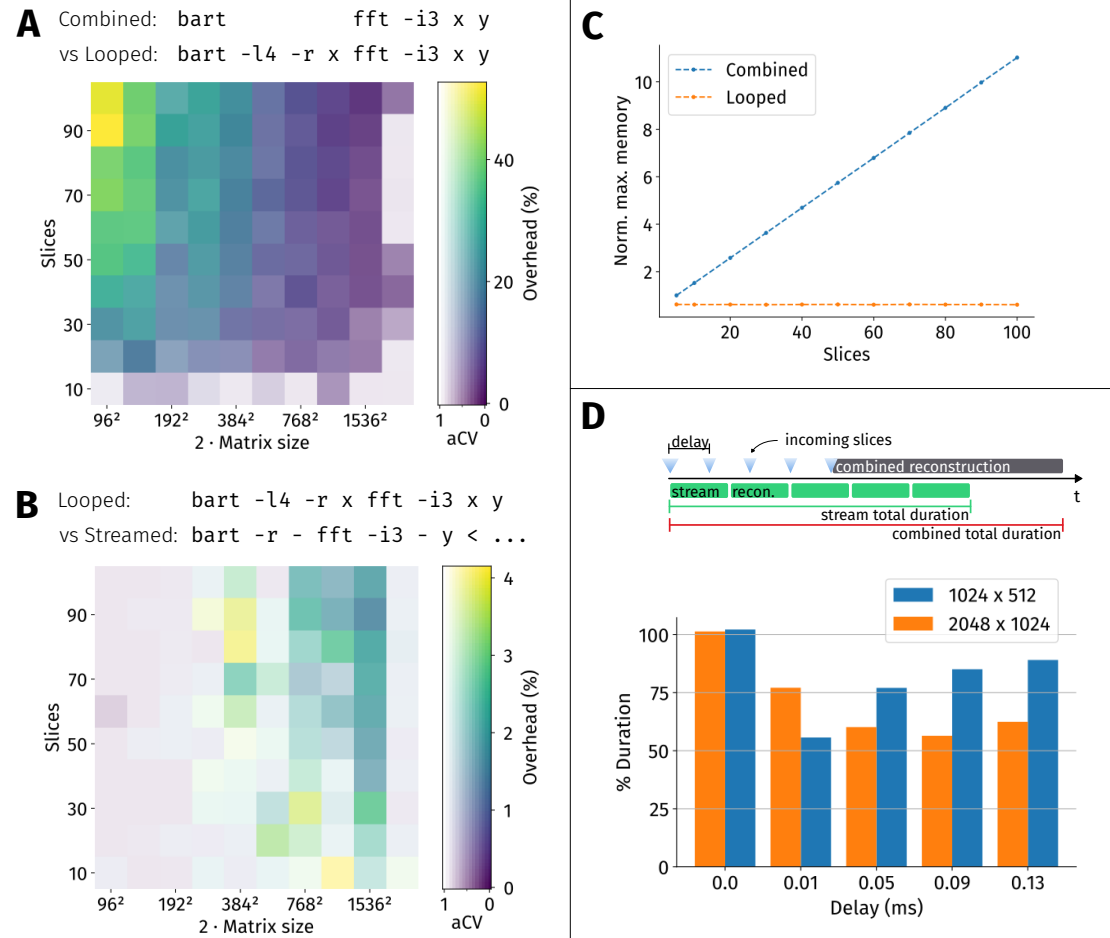 A
Combined: bart fft -i3 x y
vs Looped: bart -l4 -r x fft -i3 x y
Slices
90
70
50
30
10
96² 192² 384² 768² 1536²
2 · Matrix size
40
20
0
Overhead (%)
1 0
aCV
B
Looped: bart -l4 -r x fft -i3 x y
vs Streamed: bart -r - fft -i3 - y < ...
Slices
90
70
50
30
10
96² 192² 384² 768² 1536²
2 · Matrix size
4
3
2
1
0
Overhead (%)
1 0
aCV
C
Combined
Looped
Norm. max. memory
10
8
6
4
2
20 40 60 80 100
Slices
D
delay
incoming slices
combined reconstruction
stream recon.
t
stream total duration
combined total duration
1024 x 512
2048 x 1024
% Duration
100
75
50
25
0
0.0 0.01 0.05 0.09 0.13
Delay (ms)